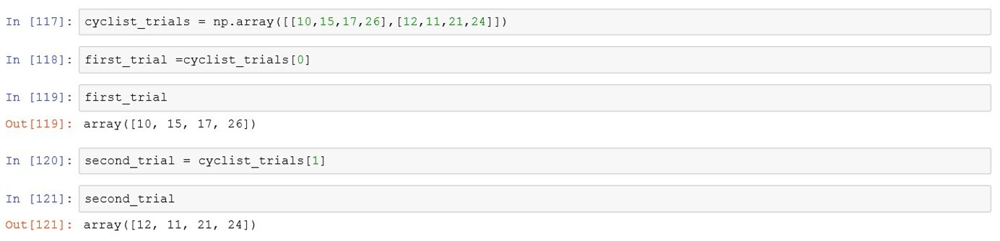 In [117]: cyclist_trials = np.array([[10,15,17,26],[12,11,21,24]])
In [118]: first_trial =cyclist_trials[0]
In [119]: first_trial
Out[119]: array([10, 15, 17, 26])
In [120]: second_trial = cyclist_trials[1]
In [121]: second_trial
Out[121]: array([12, 11, 21, 24])